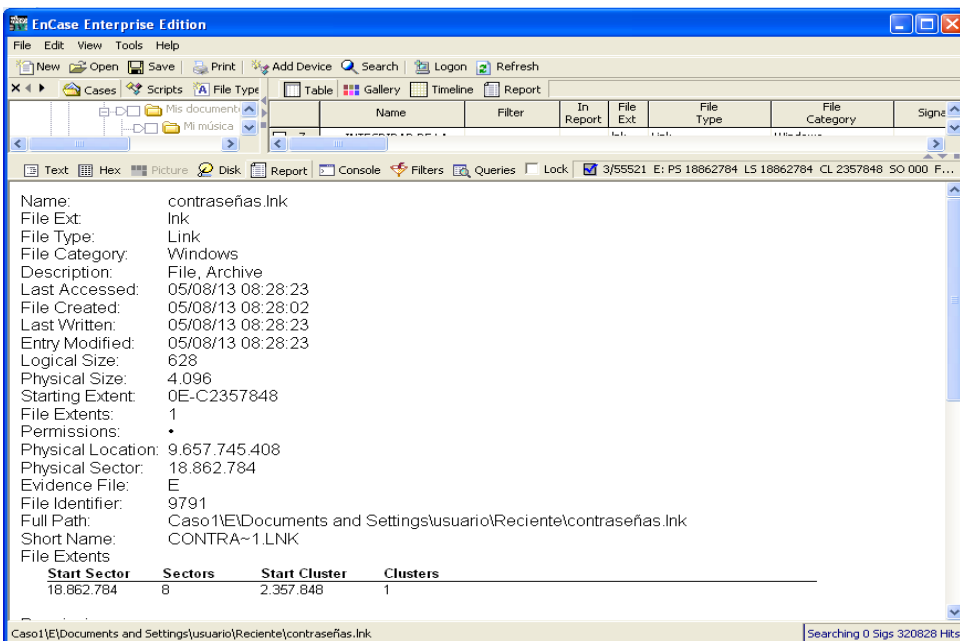 EnCase Enterprise Edition
File Edit View Tools Help
New Open Save Print Add Device Search Logon Refresh
Cases Scripts File Type Table Gallery Timeline Report
Mis document
Mi música
Name Filter In Report File Ext File Type File Category Signa
Text Hex Picture Disk Report Console Filters Queries Lock 3/55521 E: PS 18862784 LS 18862784 CL 2357848 SO 000 F...
Name: contraseñas.lnk
File Ext: lnk
File Type: Link
File Category: Windows
Description: File, Archive
Last Accessed: 05/08/13 08:28:23
File Created: 05/08/13 08:28:02
Last Written: 05/08/13 08:28:23
Entry Modified: 05/08/13 08:28:23
Logical Size: 628
Physical Size: 4.096
Starting Extent: 0E-C2357848
File Extents: 1
Permissions: •
Physical Location: 9.657.745.408
Physical Sector: 18.862.784
Evidence File: E
File Identifier: 9791
Full Path: Caso1\E\Documents and Settings\usuario\Reciente\contraseñas.lnk
Short Name: CONTRA~1.LNK
File Extents
Start Sector Sectors Start Cluster Clusters
18.862.784 8 2.357.848 1
Caso1\E\Documents and Settings\usuario\Reciente\contraseñas.lnk Searching 0 Sigs 320828 Hits